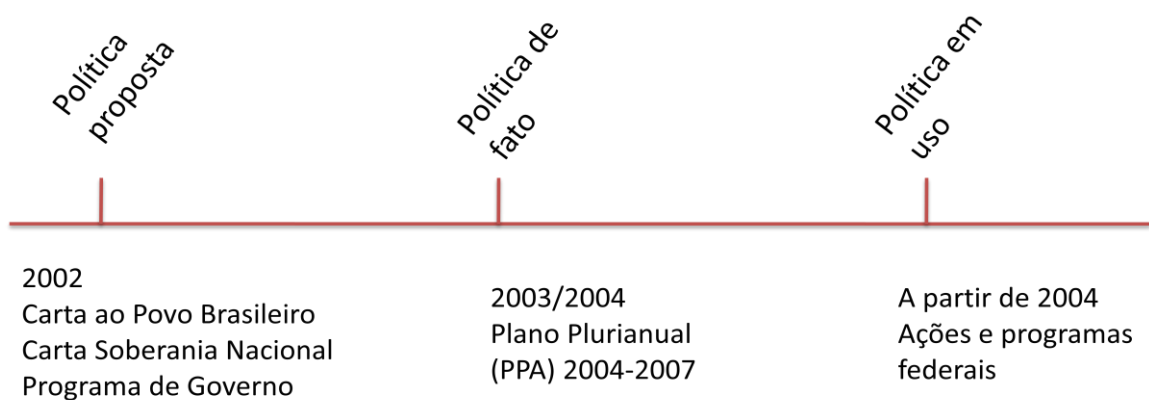 Política
proposta
Política de
fato
Política em
uso
2002
Carta ao Povo Brasileiro
Carta Soberania Nacional
Programa de Governo
2003/2004
Plano Plurianual
(PPA) 2004-2007
A partir de 2004
Ações e programas
federais